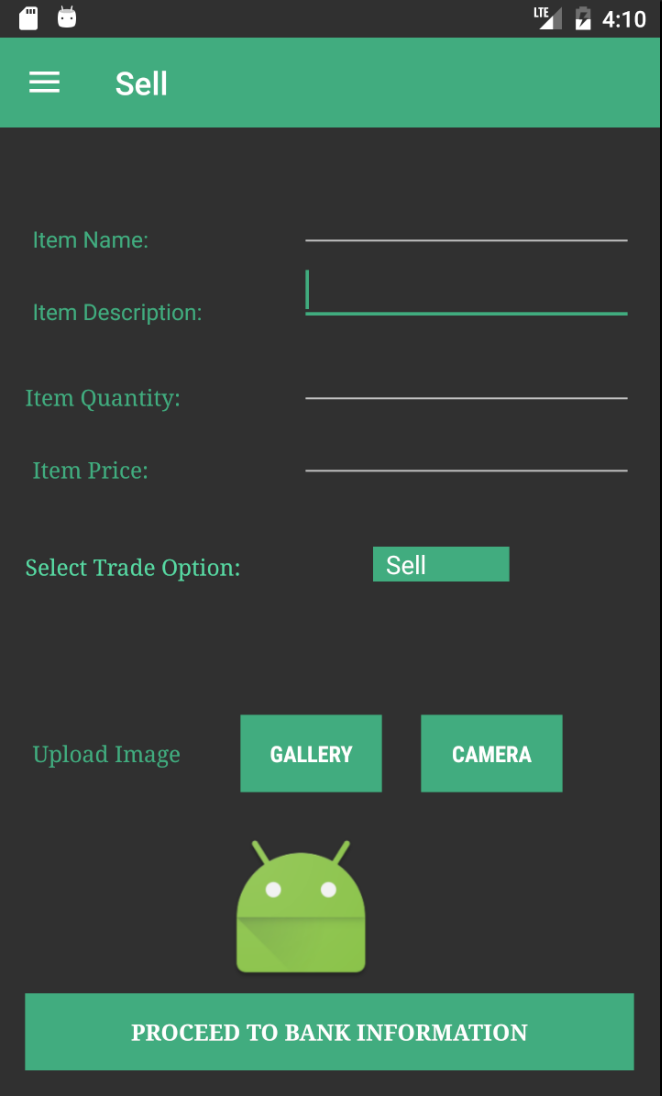 LTE 4:10
Sell
Item Name:
Item Description:
Item Quantity:
Item Price:
Select Trade Option: Sell
Upload Image GALLERY CAMERA
PROCEED TO BANK INFORMATION